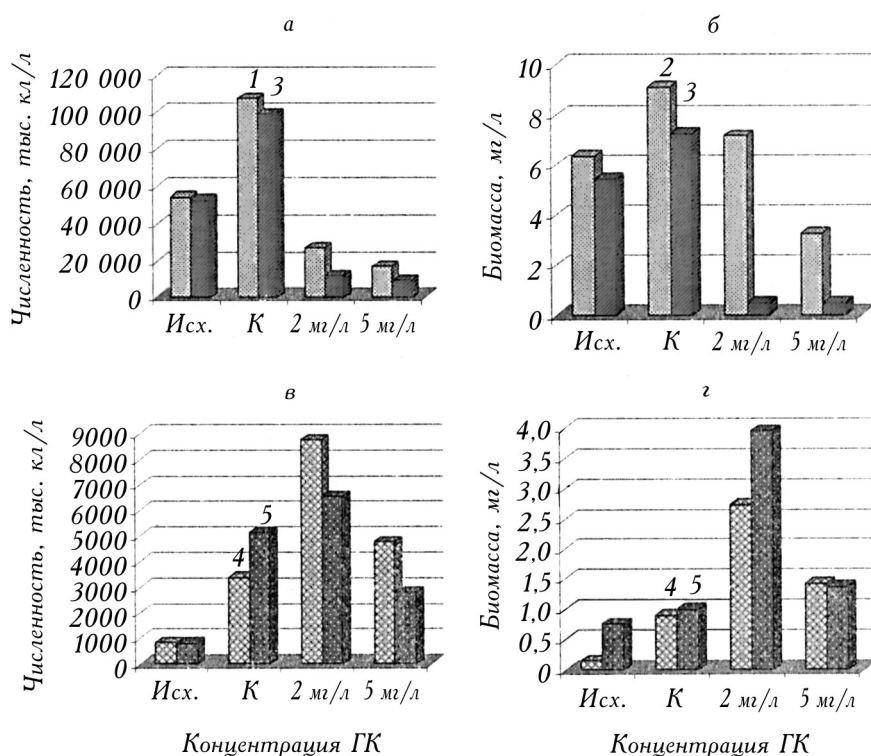 а
Численность, тыс. кл/л
120 000
100 000
80 000
60 000
40 000
20 000
0
1
3
Исх.
К
2 мг/л
5 мг/л
б
Биомасса, мг/л
10
8
6
4
2
0
2
3
Исх.
К
2 мг/л
5 мг/л
в
Численность, тыс. кл/л
9000
8000
7000
6000
5000
4000
3000
2000
1000
0
4
5
Исх.
К
2 мг/л
5 мг/л
Концентрация ГК
г
Биомасса, мг/л
4,0
3,5
3,0
2,5
2,0
1,5
1,0
0,5
0
4
5
Исх.
К
2 мг/л
5 мг/л
Концентрация ГК